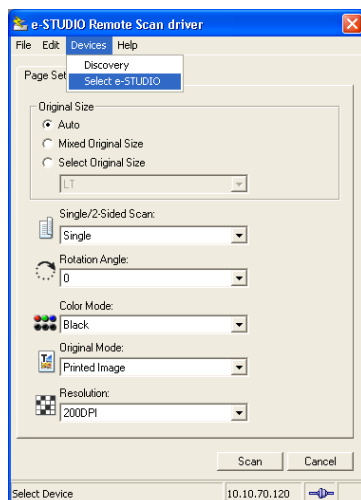 e-STUDIO Remote Scan driver
File Edit Devices Help
Discovery
Select e-STUDIO
Page Set
Original Size
Auto
Mixed Original Size
Select Original Size
LT
Single/2-Sided Scan:
Single
Rotation Angle:
0
Color Mode:
Black
Original Mode:
Printed Image
Resolution:
200DPI
Scan Cancel
Select Device 10.10.70.120